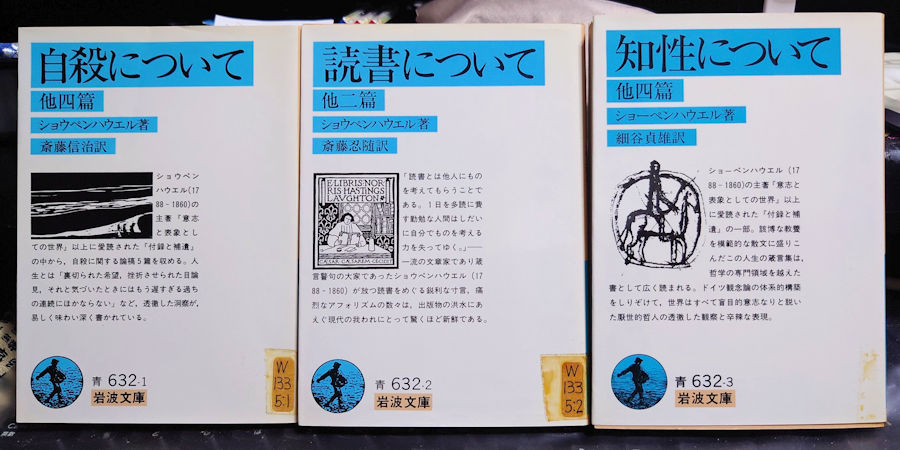 自殺について
他四篇
ショウペンハウエル著
斎藤信治訳
ショウペン
ハウエル(17
88-1860)の
主著「意志
と表象とし
ての世界」以上に愛読された「付録と補遺」
の中から,自殺に関する論稿5篇を収める.人
生とは「裏切られた希望,挫折させられた目論
見,それと気づいたときにはもう遅すぎる過ち
の連続にほかならない」など,透徹した洞察が,
易しく味わい深く書かれている.
青 632-1
岩波文庫
W
133
5:1
読書について
他二篇
ショウペンハウエル著
斎藤忍随訳
EX·LIBRIS·NOR
RIS HASTINGS
LAVGHTON
「読書とは他人にもの
を考えてもらうことで
ある。1日を多読に費
す勤勉な人間はしだい
に自分でものを考える
力を失ってゆく。」——
一流の文章家であり箴
言警句の大家であったショウペンハウエル(17
88-1860)が放つ読書をめぐる鋭利な寸言、痛
烈なアフォリズムの数々は、出版物の洪水にあ
えぐ現代の我われにとって驚くほど新鮮である。
青 632-2
岩波文庫
W
133
5:2
知性について
他四篇
ショーペンハウエル著
細谷貞雄訳
ショーペンハウエル(17
88-1860)の主著「意志と
表象としての世界」以上
に愛読された「付録と補
遺」の一部。該博な教養
を模範的な散文に盛りこ
んだこの人生の箴言集は、
哲学の専門領域を越えた
書として広く読まれる。ドイツ観念論の体系的構築
をしりぞけて、世界はすべて盲目的意志なりと説い
た厭世的哲人の透徹した観察と辛辣な表現。
青 632-3
岩波文庫